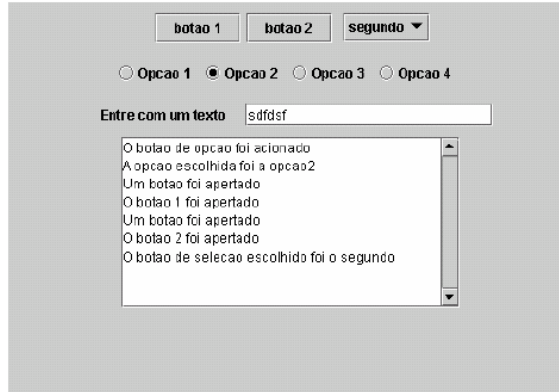 botao 1 botao 2 segundo
Opcao 1 Opcao 2 Opcao 3 Opcao 4
Entre com um texto sdfdsf
O botao de opcao foi acionado
A opcao escolhida foi a opcao2
Um botao foi apertado
O botao 1 foi apertado
Um botao foi apertado
O botao 2 foi apertado
O botao de selecao escolhido foi o segundo